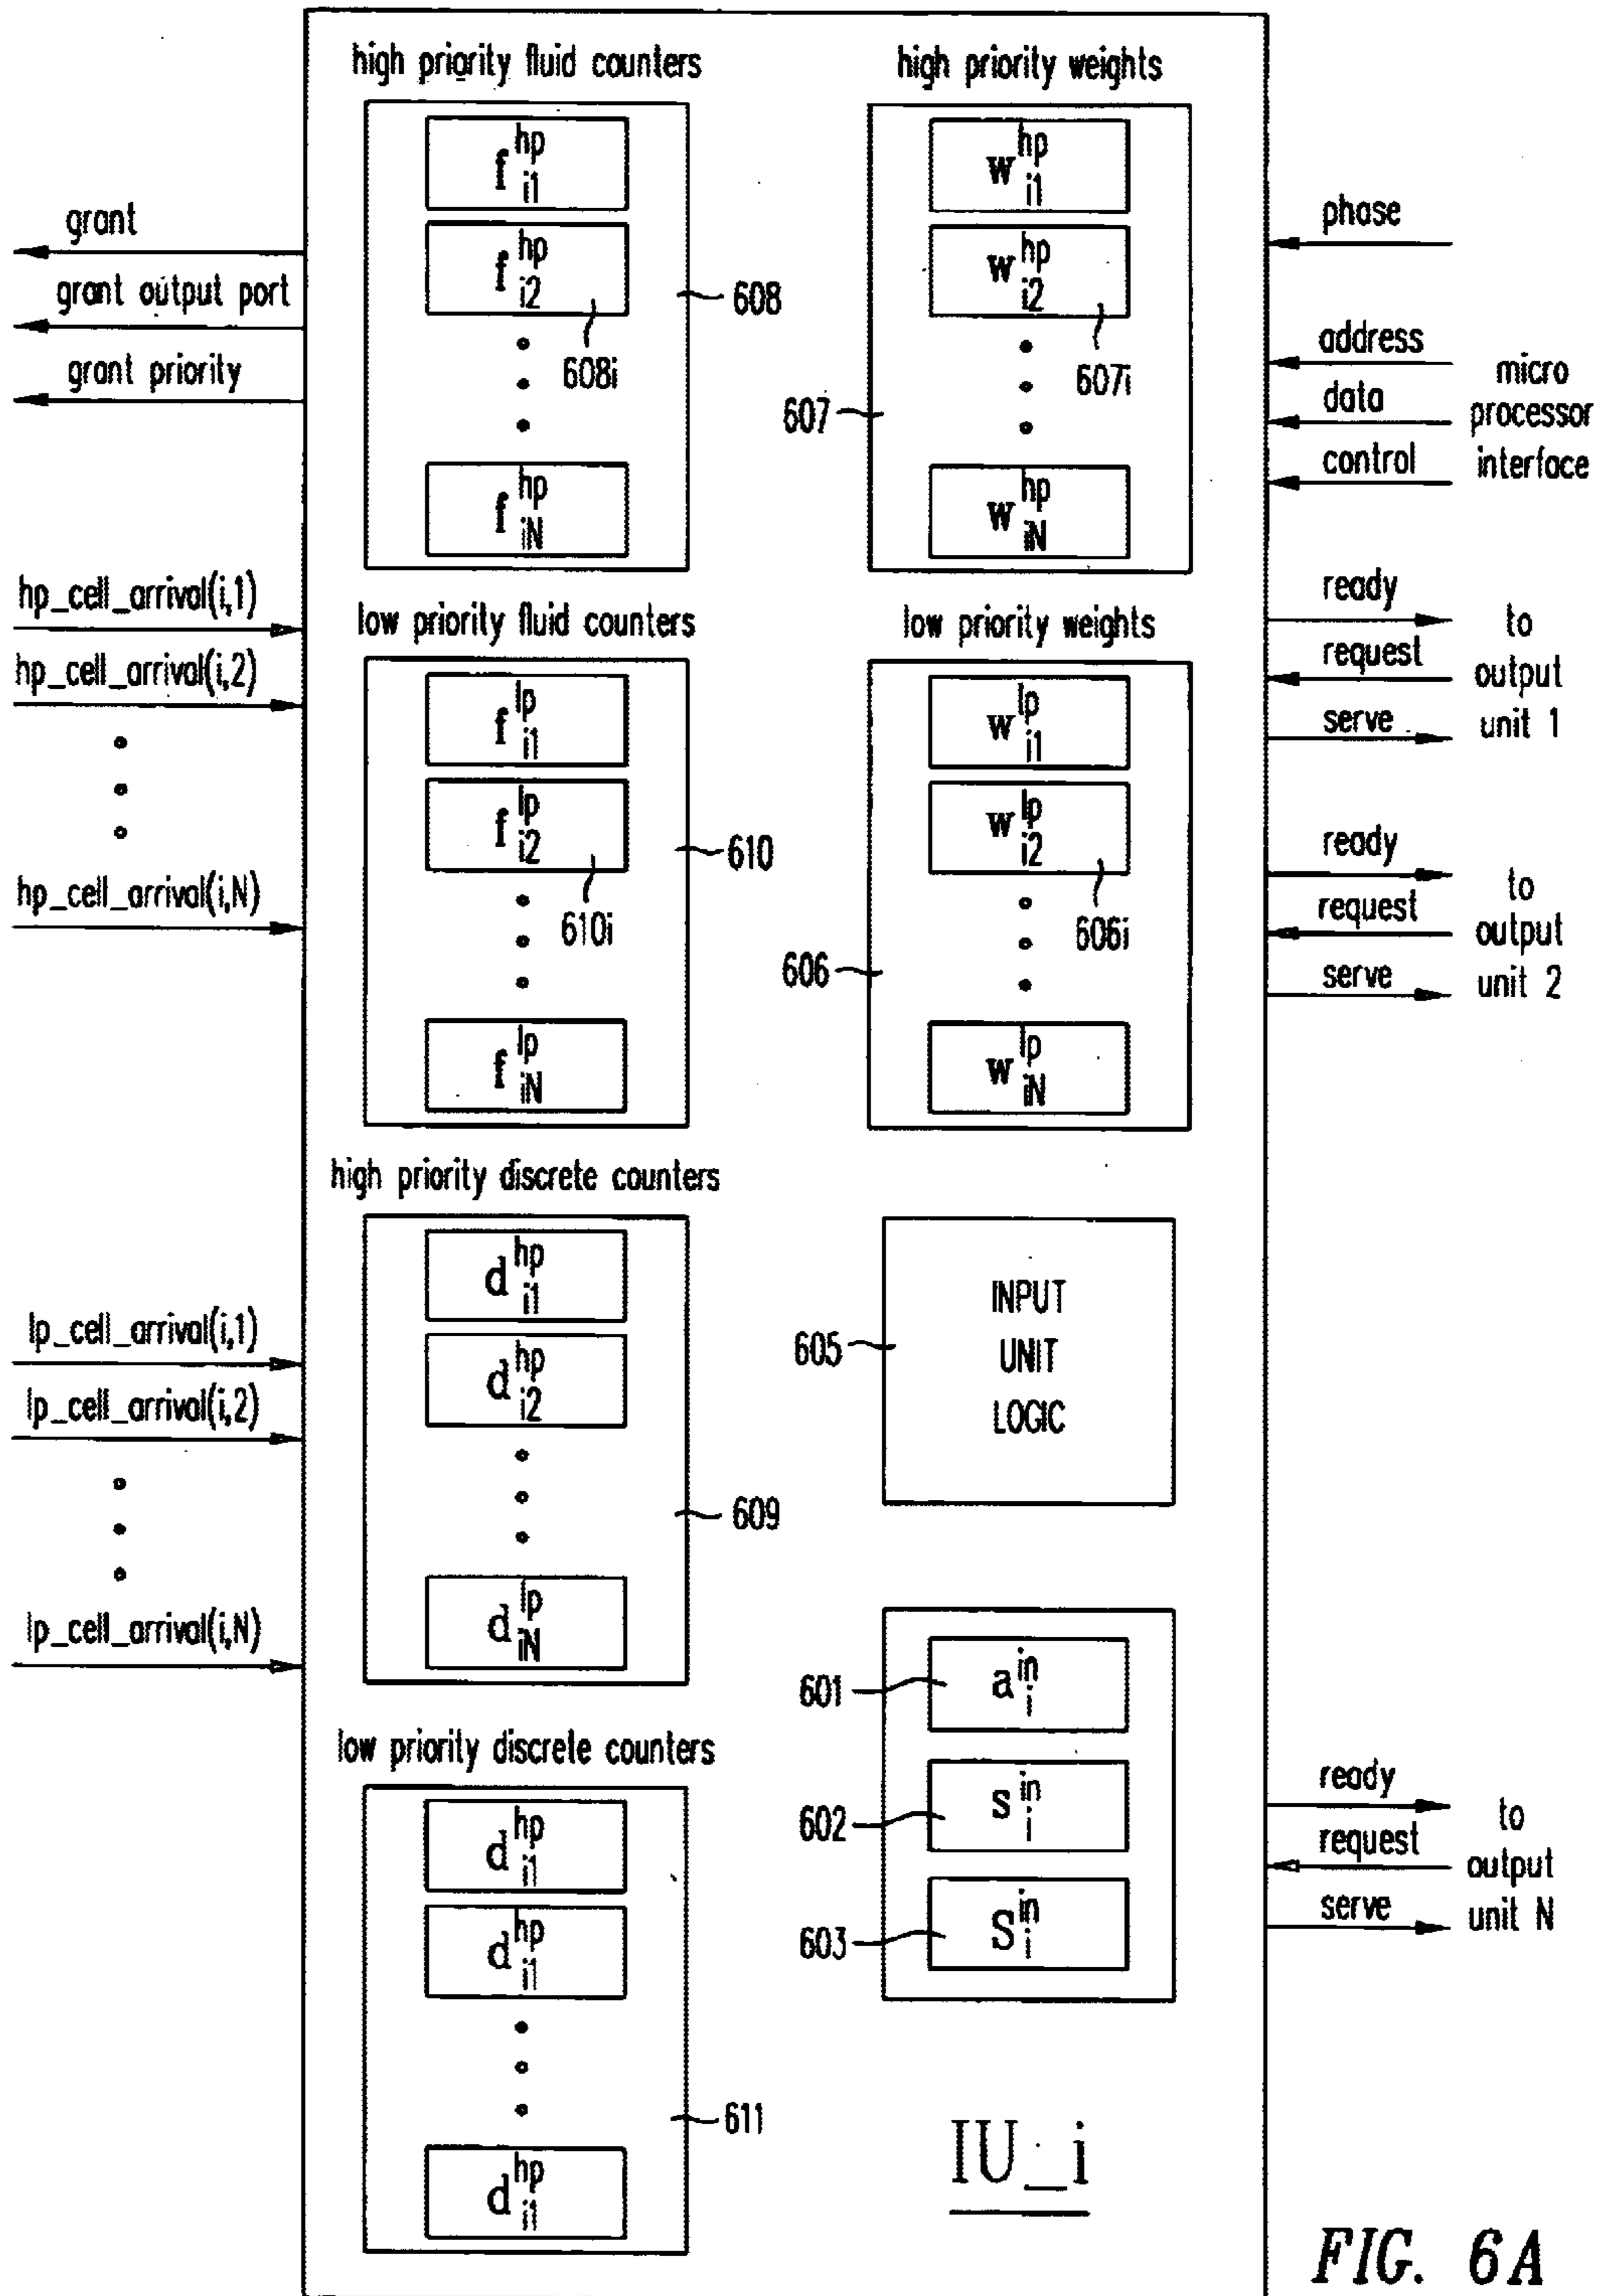 high priority fluid counters
f hp i1
f hp i2
608i
f hp iN
608
high priority weights
w hp i1
w hp i2
607i
w hp iN
607
grant
grant output port
grant priority
phase
address
data
control
micro
processor
interface
hp_cell_arrival(i,1)
hp_cell_arrival(i,2)
hp_cell_arrival(i,N)
low priority fluid counters
f lp i1
f lp i2
610i
f lp iN
610
low priority weights
w lp i1
w lp i2
606i
w lp iN
606
ready
request
serve
to
output
unit 1
ready
request
serve
to
output
unit 2
high priority discrete counters
d hp i1
d hp i2
d lp iN
609
lp_cell_arrival(i,1)
lp_cell_arrival(i,2)
lp_cell_arrival(i,N)
605
INPUT
UNIT
LOGIC
601
a in i
602
s in i
603
S in i
low priority discrete counters
d hp i1
d hp i1
d hp i1
611
ready
request
serve
to
output
unit N
IU_i
FIG. 6A